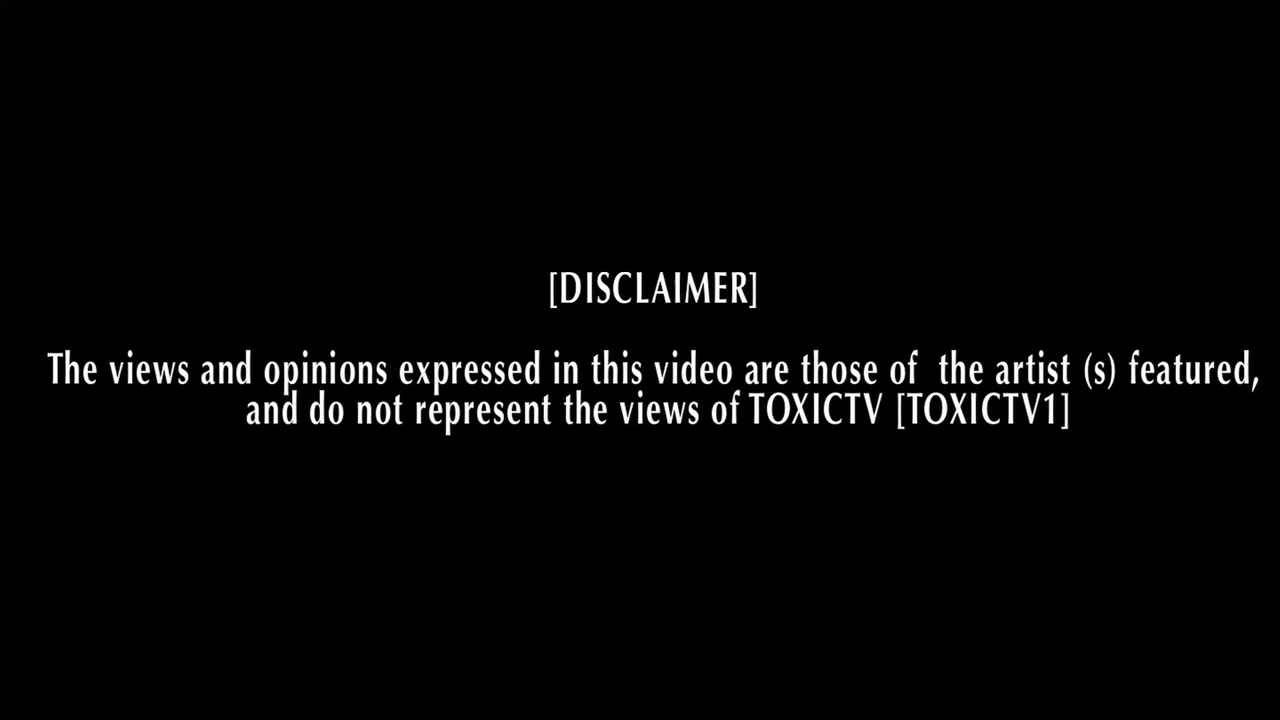 [DISCLAIMER]
The views and opinions expressed in this video are those of  the artist (s) featured,
and do not represent the views of TOXICTV [TOXICTV1]